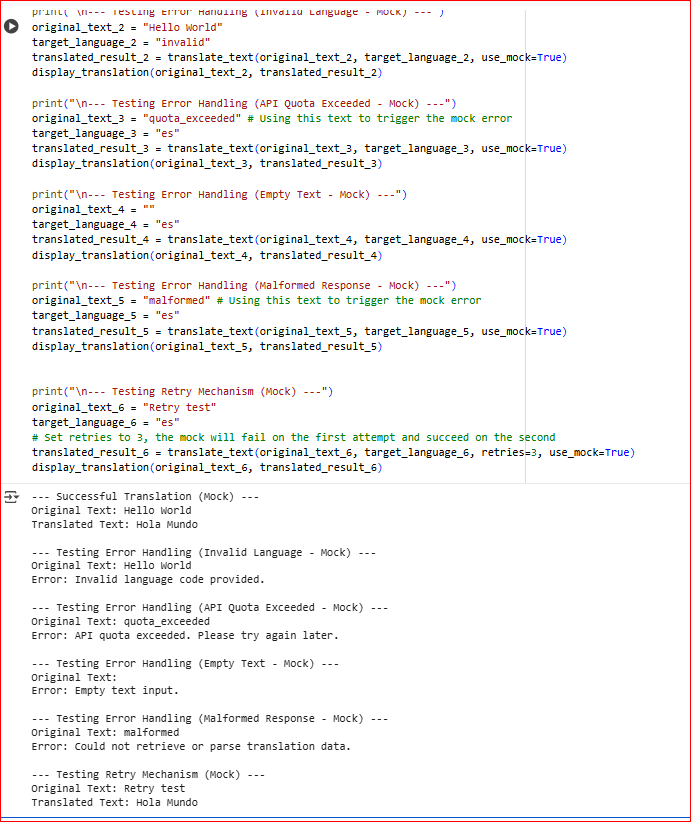 print("\n--- Testing Error Handling (Invalid Language - Mock) ---")
original_text_2 = "Hello World"
target_language_2 = "invalid"
translated_result_2 = translate_text(original_text_2, target_language_2, use_mock=True)
display_translation(original_text_2, translated_result_2)
print("\n--- Testing Error Handling (API Quota Exceeded - Mock) ---")
original_text_3 = "quota_exceeded" # Using this text to trigger the mock error
target_language_3 = "es"
translated_result_3 = translate_text(original_text_3, target_language_3, use_mock=True)
display_translation(original_text_3, translated_result_3)
print("\n--- Testing Error Handling (Empty Text - Mock) ---")
original_text_4 = ""
target_language_4 = "es"
translated_result_4 = translate_text(original_text_4, target_language_4, use_mock=True)
display_translation(original_text_4, translated_result_4)
print("\n--- Testing Error Handling (Malformed Response - Mock) ---")
original_text_5 = "malformed" # Using this text to trigger the mock error
target_language_5 = "es"
translated_result_5 = translate_text(original_text_5, target_language_5, use_mock=True)
display_translation(original_text_5, translated_result_5)
print("\n--- Testing Retry Mechanism (Mock) ---")
original_text_6 = "Retry test"
target_language_6 = "es"
# Set retries to 3, the mock will fail on the first attempt and succeed on the second
translated_result_6 = translate_text(original_text_6, target_language_6, retries=3, use_mock=True)
display_translation(original_text_6, translated_result_6)
--- Successful Translation (Mock) ---
Original Text: Hello World
Translated Text: Hola Mundo
--- Testing Error Handling (Invalid Language - Mock) ---
Original Text: Hello World
Error: Invalid language code provided.
--- Testing Error Handling (API Quota Exceeded - Mock) ---
Original Text: quota_exceeded
Error: API quota exceeded. Please try again later.
--- Testing Error Handling (Empty Text - Mock) ---
Original Text:
Error: Empty text input.
--- Testing Error Handling (Malformed Response - Mock) ---
Original Text: malformed
Error: Could not retrieve or parse translation data.
--- Testing Retry Mechanism (Mock) ---
Original Text: Retry test
Translated Text: Hola Mundo